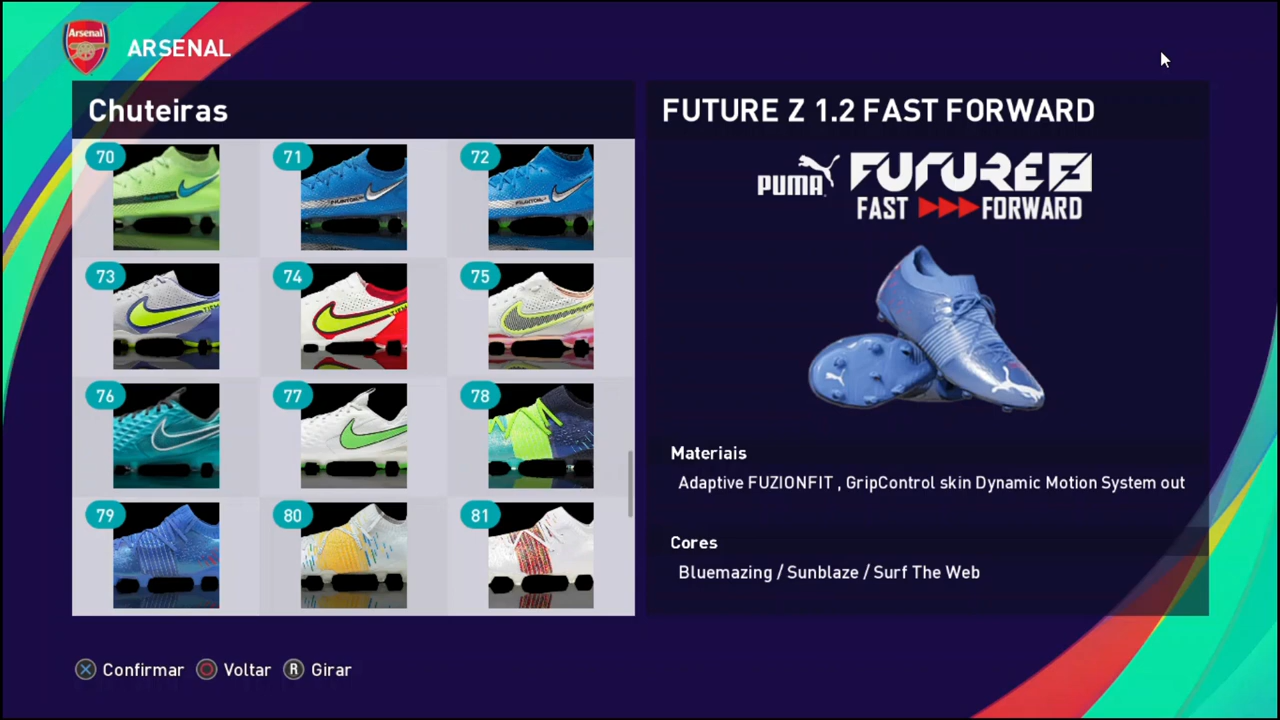 Arsenal
ARSENAL
Chuteiras
70
71
72
73
74
75
76
77
78
79
80
81
FUTURE Z 1.2 FAST FORWARD
PUMA FUTURE Z
FAST FORWARD
Materiais
Adaptive FUZIONFIT , GripControl skin Dynamic Motion System out
Cores
Bluemazing / Sunblaze / Surf The Web
Confirmar
Voltar
R Girar